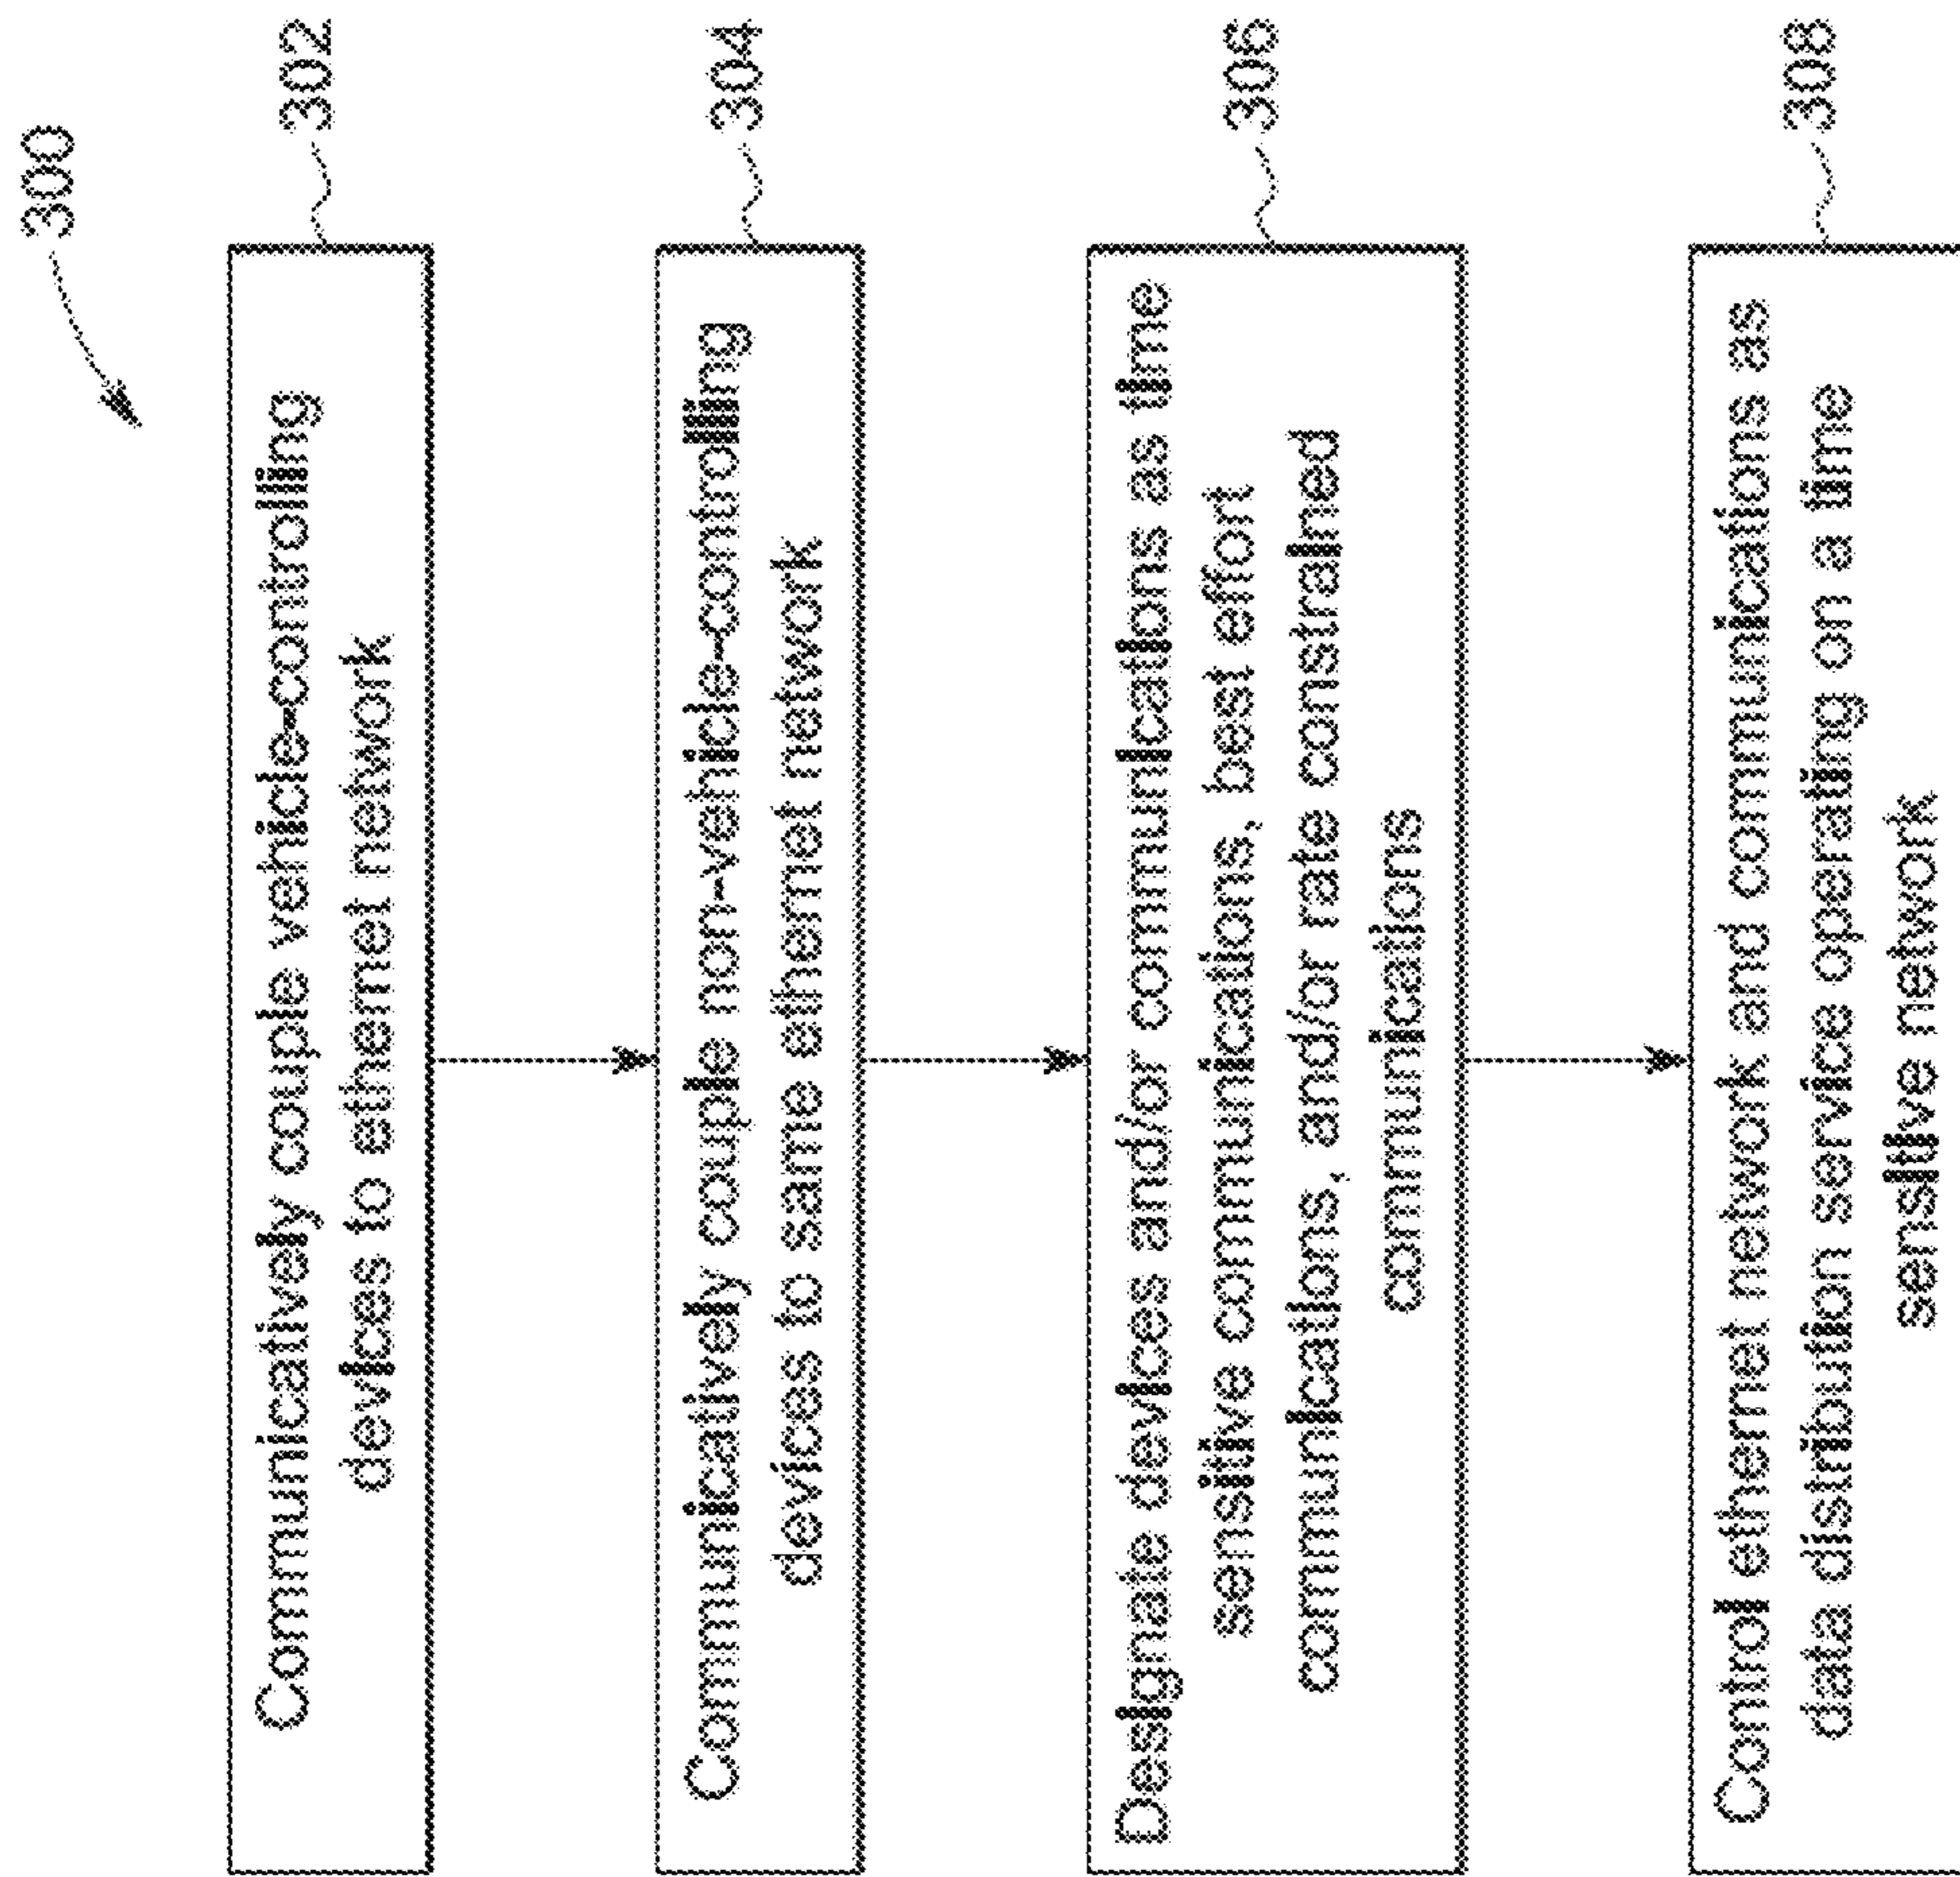 300
Communicatively couple vehicle-controlling
devices to ethernet network
302
Communicatively couple non-vehicle-controlling
devices to same ethernet network
304
Designate devices and/or communications as time
sensitive communications, best effort
communications, and/or rate constrained
communications
306
Control ethernet network and communications as
data distribution service operating on a time
sensitive network
308